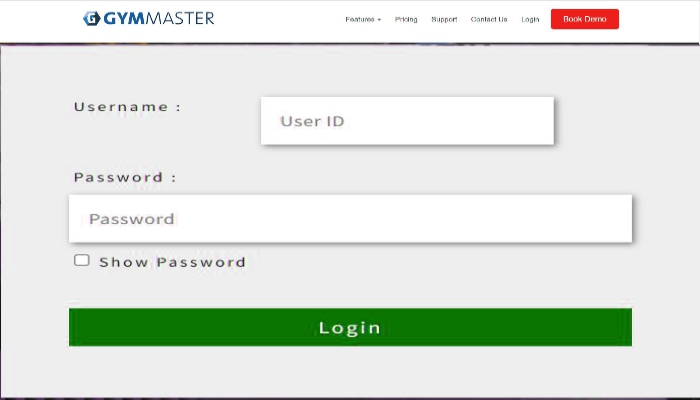 GYMMASTER
Features Pricing Support Contact Us Login Book Demo
Username :
User ID
Password :
Password
Show Password
Login